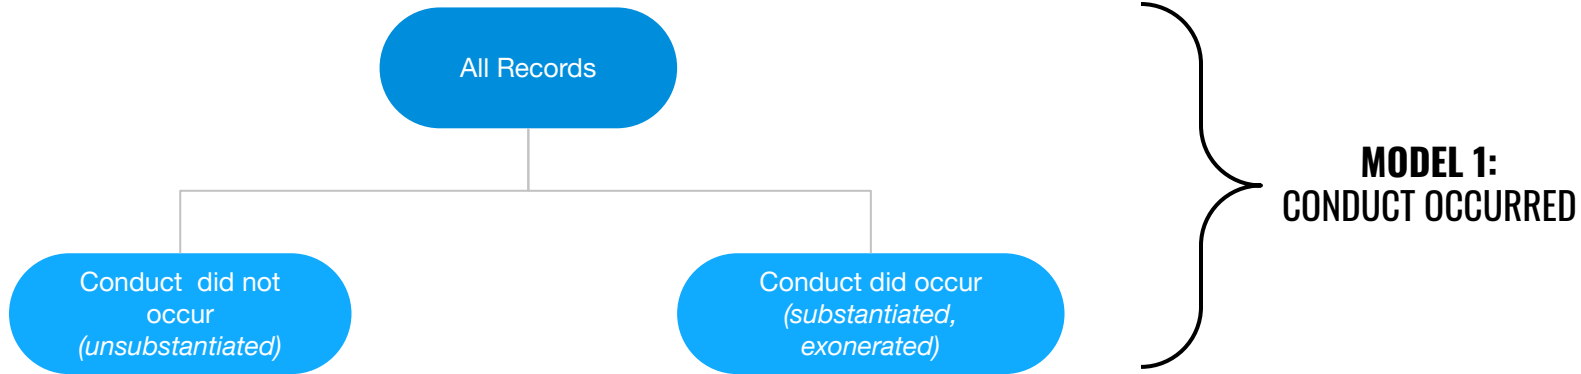 All Records
MODEL 1:
CONDUCT OCCURRED
Conduct  did not
occur
(unsubstantiated)
Conduct did occur
(substantiated,
exonerated)